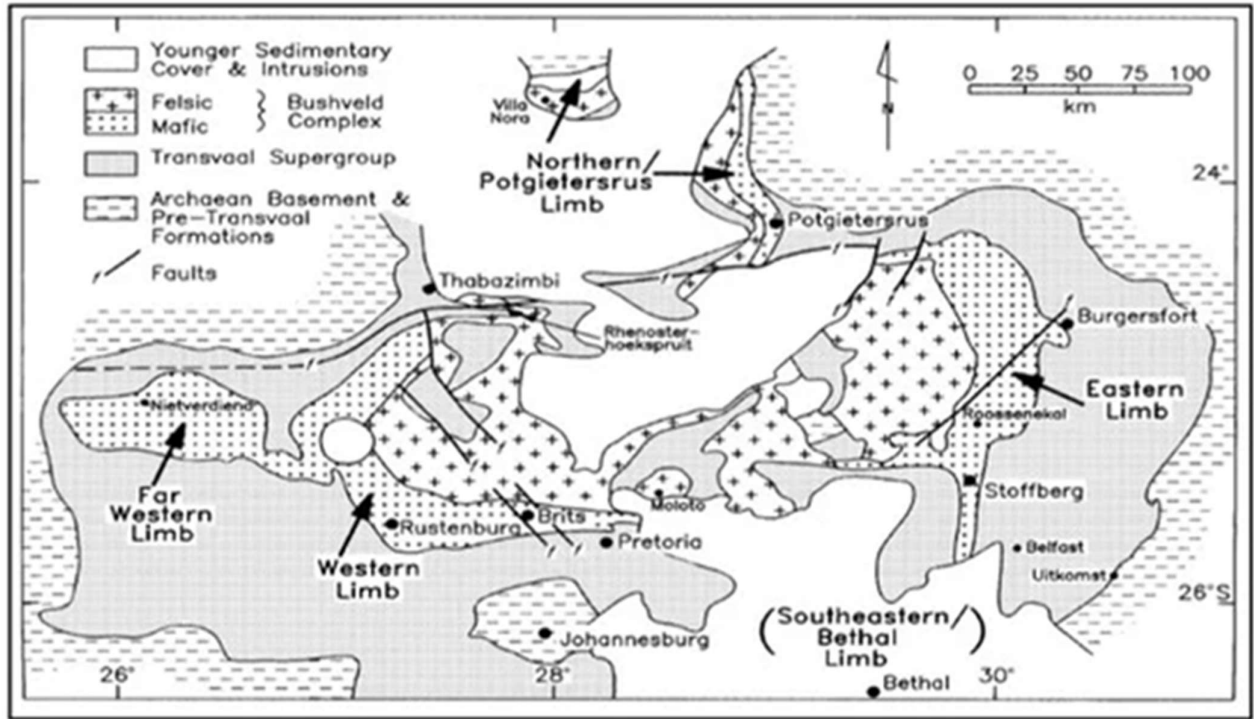 Younger Sedimentary
Cover & Intrusions
Felsic
Mafic
Bushveld
Complex
Transvaal Supergroup
Archaean Basement &
Pre-Transvaal
Formations
Faults
Villa
Nora
N
0 25 50 75 100
km
Northern/
Potgietersrus
Limb
24°
Potgietersrus
Thabazimbi
Rhenoster-
hoekspruit
Burgersfort
Eastern
Limb
Nietverdiend
Roossenekal
Far
Western
Limb
Stoffberg
Moloto
Rustenburg
Brits
Pretoria
Western
Limb
Belfast
Uitkomst
26°S
(Southeastern/)
Bethal
Limb
Johannesburg
26°
28°
30°
Bethal